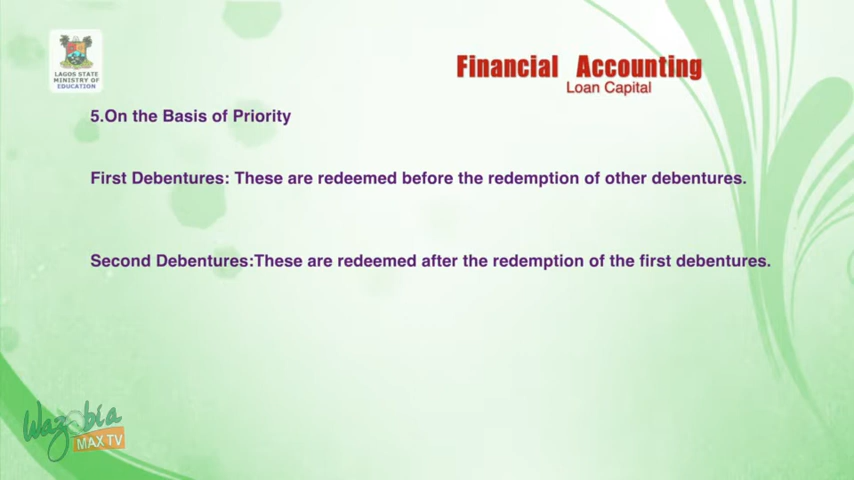 LAGOS STATE
MINISTRY OF
EDUCATION
Financial Accounting
Loan Capital
5.On the Basis of Priority
First Debentures: These are redeemed before the redemption of other debentures.
Second Debentures:These are redeemed after the redemption of the first debentures.
Wazobia
MAX TV